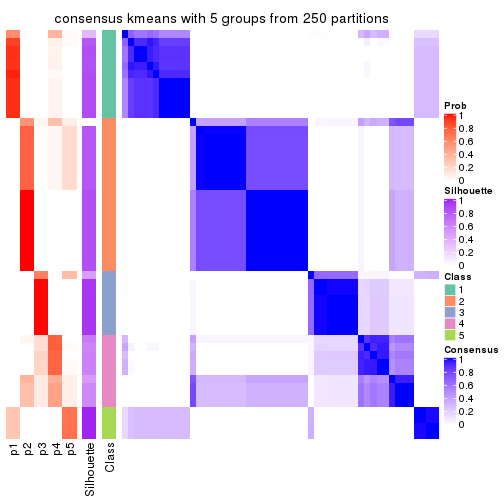 consensus kmeans with 5 groups from 250 partitions
Prob
1
0.8
0.6
0.4
0.2
0
Silhouette
1
0.8
0.6
0.4
0.2
0
Class
1
2
3
4
5
Consensus
1
0.8
0.6
0.4
0.2
0
p1
p2
p3
p4
p5
Silhouette
Class